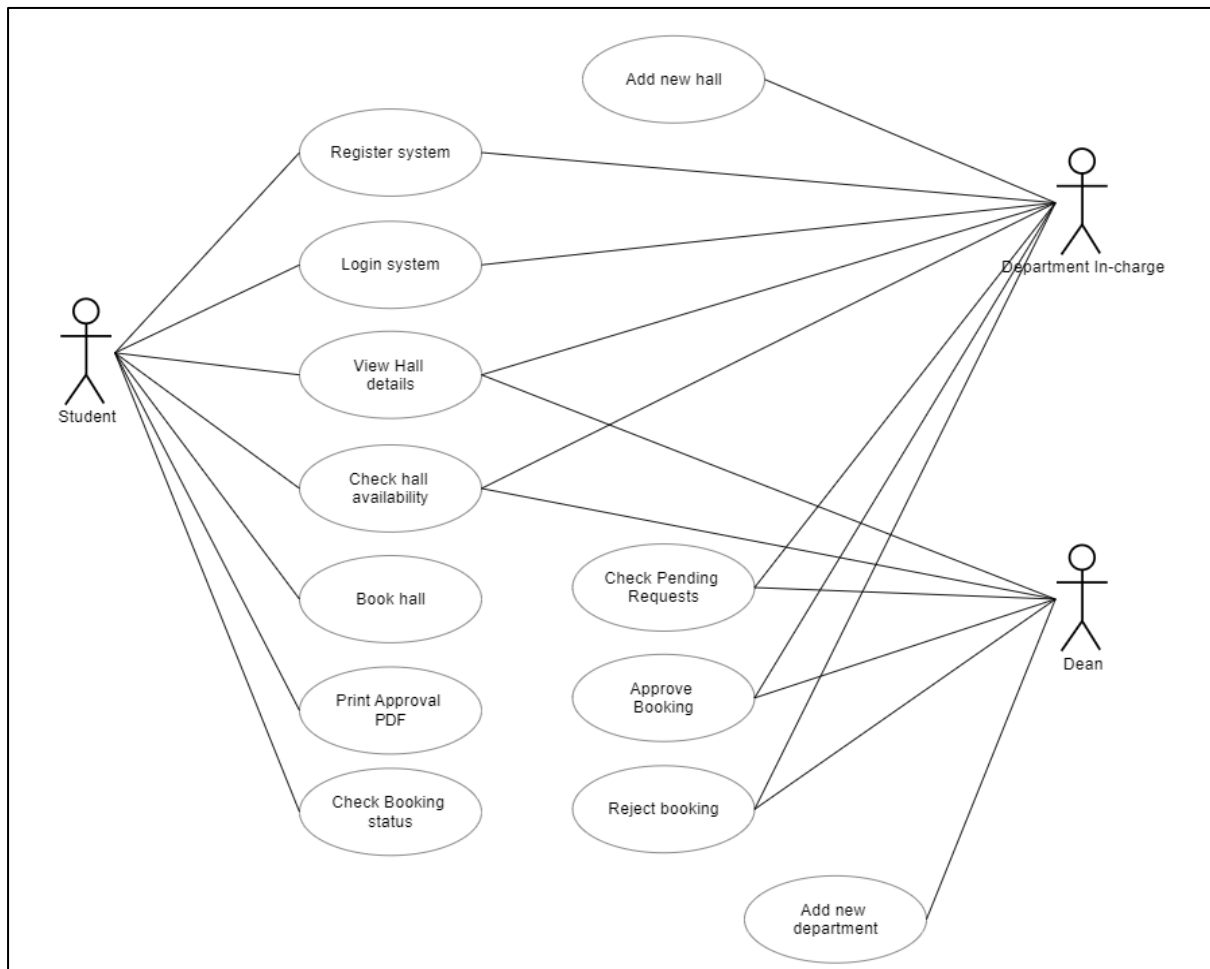 Add new hall
Register system
Login system
Department In-charge
View Hall
details
Student
Check hall
availability
Book hall
Check Pending
Requests
Dean
Print Approval
PDF
Approve
Booking
Check Booking
status
Reject booking
Add new
department